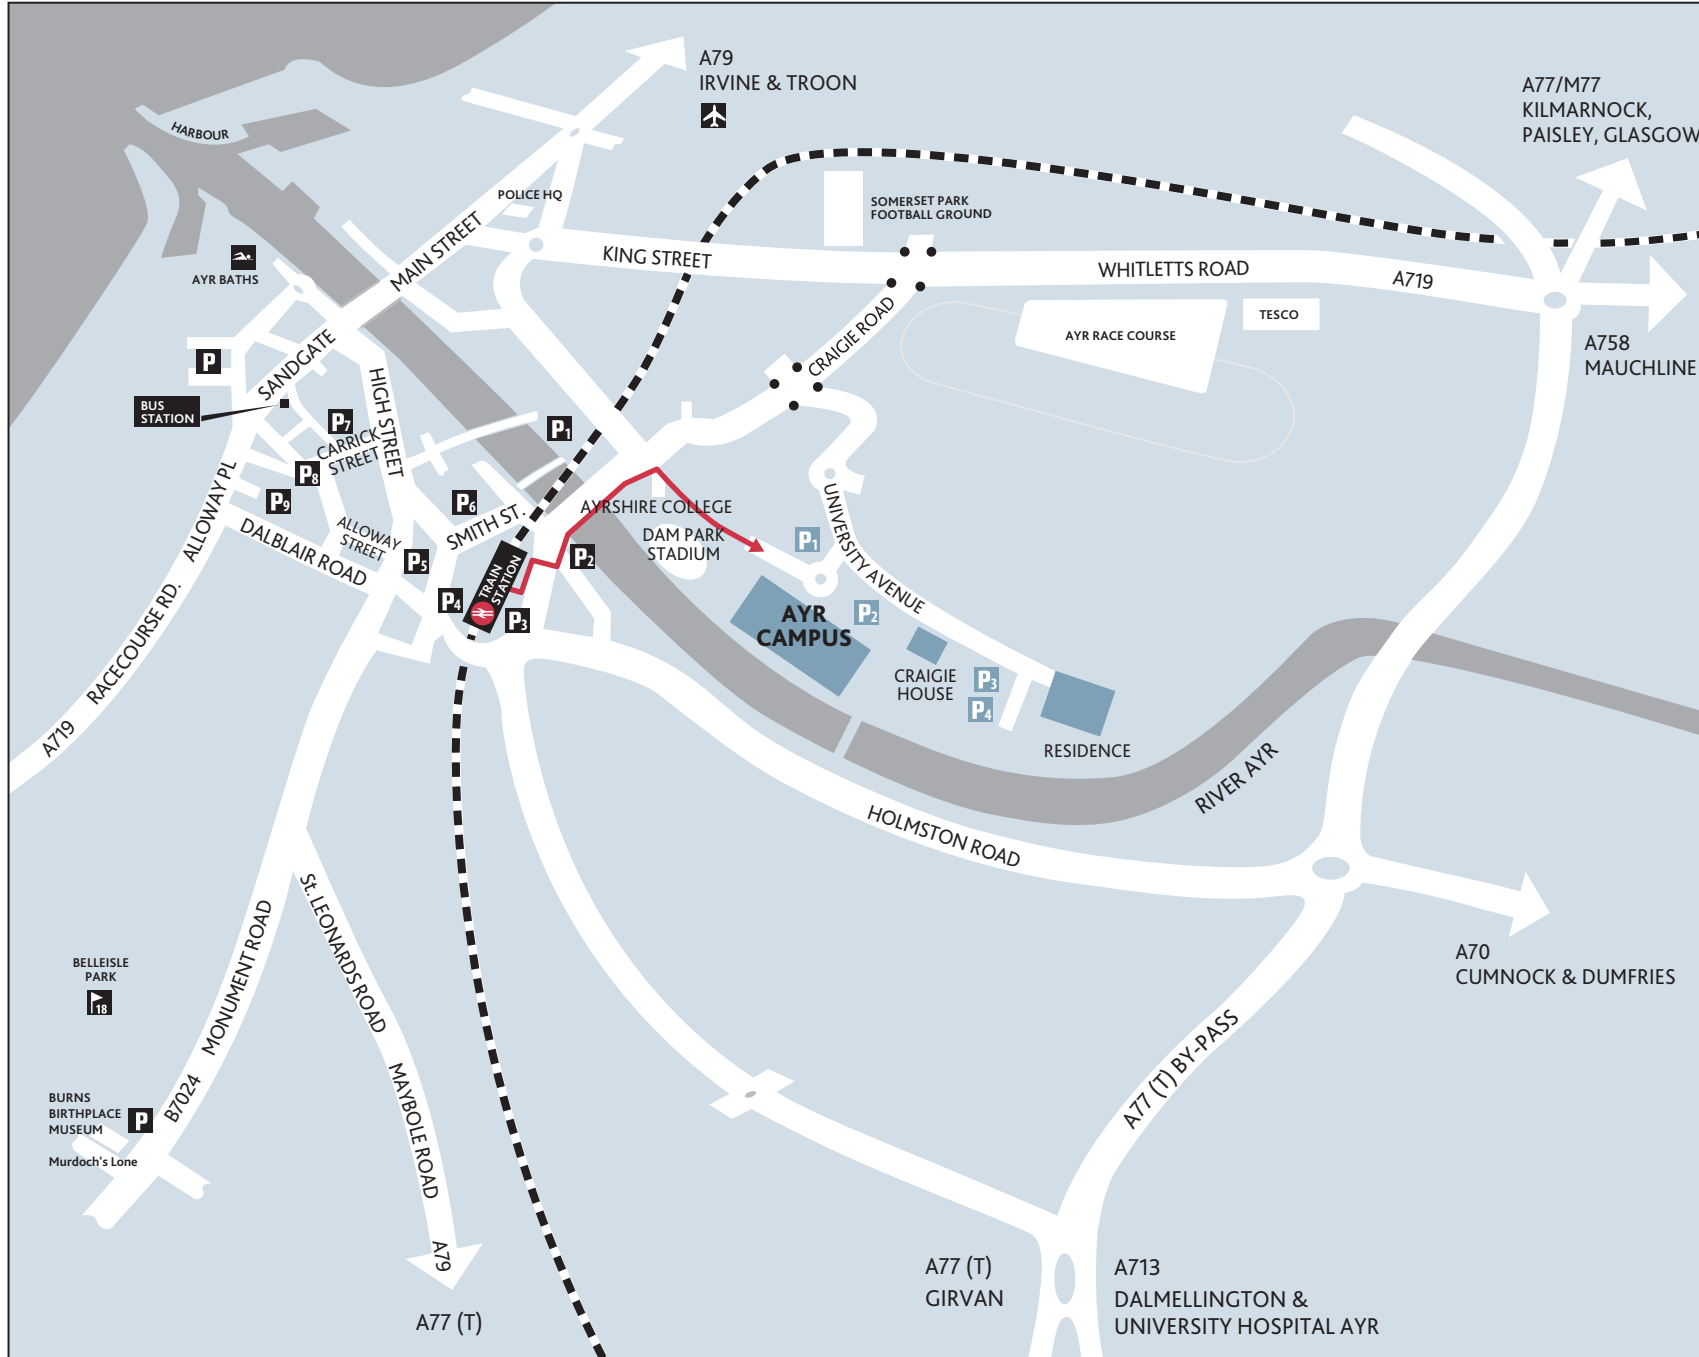 A79
IRVINE & TROON
A77/M77
KILMARNOCK,
PAISLEY, GLASGOW
HARBOUR
POLICE HQ
SOMERSET PARK
FOOTBALL GROUND
MAIN STREET
KING STREET
WHITLETTS ROAD
A719
AYR BATHS
TESCO
AYR RACE COURSE
CRAIGIE ROAD
A758
MAUCHLINE
P
SANDGATE
BUS
STATION
HIGH STREET
P7
P1
CARRICK
STREET
P8
P9
P6
ALLOWAY PL
SMITH ST.
AYRSHIRE COLLEGE
DAM PARK
STADIUM
UNIVERSITY AVENUE
P1
DALBLAIR ROAD
ALLOWAY
STREET
P5
P2
TRAIN
STATION
P4
P3
RACECOURSE RD.
A719
AYR
CAMPUS
P2
CRAIGIE
HOUSE
P3
P4
RESIDENCE
RIVER AYR
HOLMSTON ROAD
St. LEONARDS ROAD
MONUMENT ROAD
BELLEISLE
PARK
18
A70
CUMNOCK & DUMFRIES
A77 (T) BY-PASS
B7024
BURNS
BIRTHPLACE
MUSEUM
P
Murdoch's Lone
MAYBOLE ROAD
A79
A77 (T)
A77 (T)
GIRVAN
A713
DALMELLINGTON &
UNIVERSITY HOSPITAL AYR